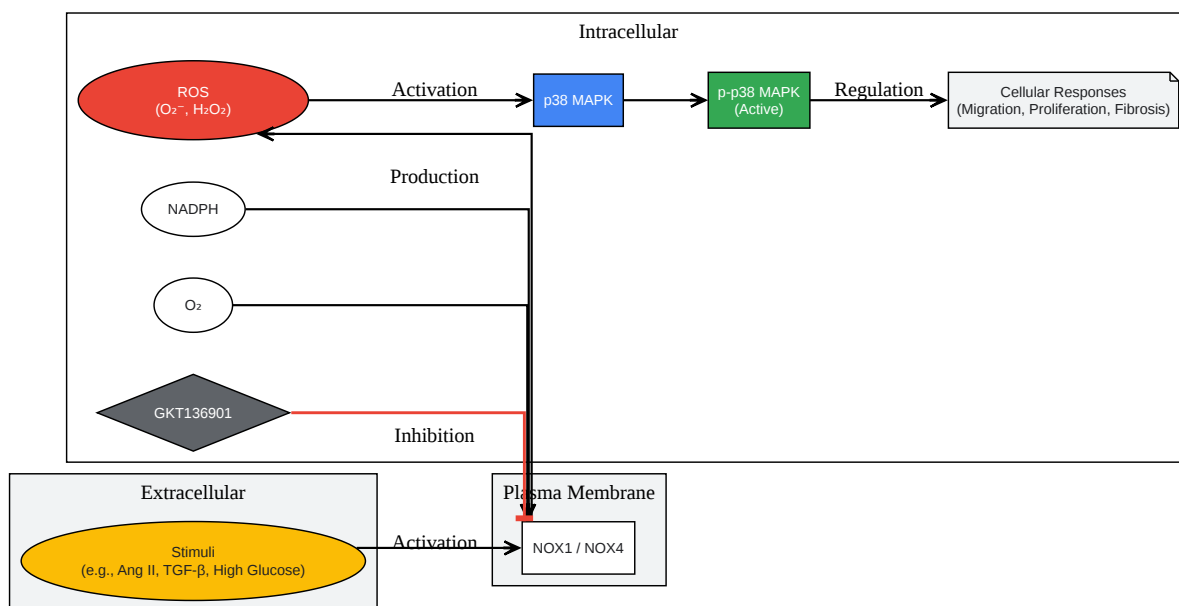 Intracellular
ROS
(O₂⁻, H₂O₂)
Activation
p38 MAPK
p-p38 MAPK
(Active)
Regulation
Cellular Responses
(Migration, Proliferation, Fibrosis)
Production
NADPH
O₂
GKT136901
Inhibition
Extracellular
Plasma Membrane
Stimuli
(e.g., Ang II, TGF-β, High Glucose)
Activation
NOX1 / NOX4